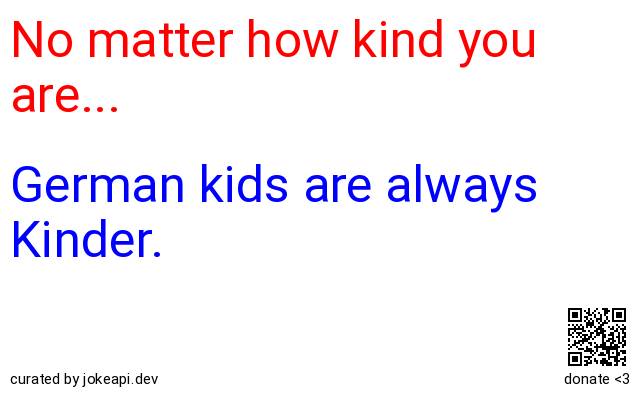 No matter how kind you
are...
German kids are always
Kinder.
curated by jokeapi.dev
donate <3